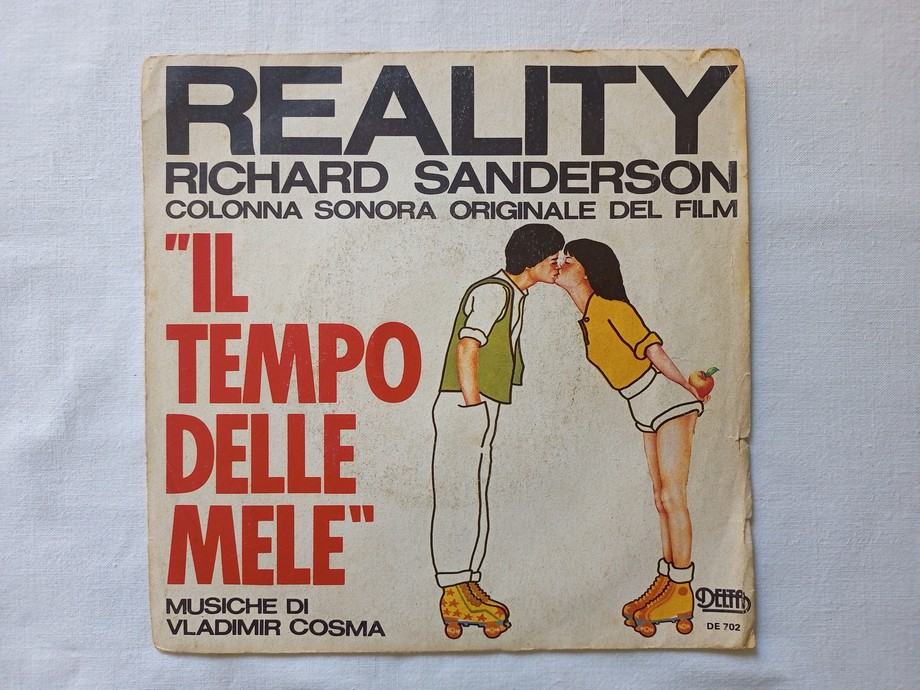 REALITY
RICHARD SANDERSON
COLONNA SONORA ORIGINALE DEL FILM
"IL
TEMPO
DELLE
MELE"
MUSICHE DI
VLADIMIR COSMA
DELTA
DE 702